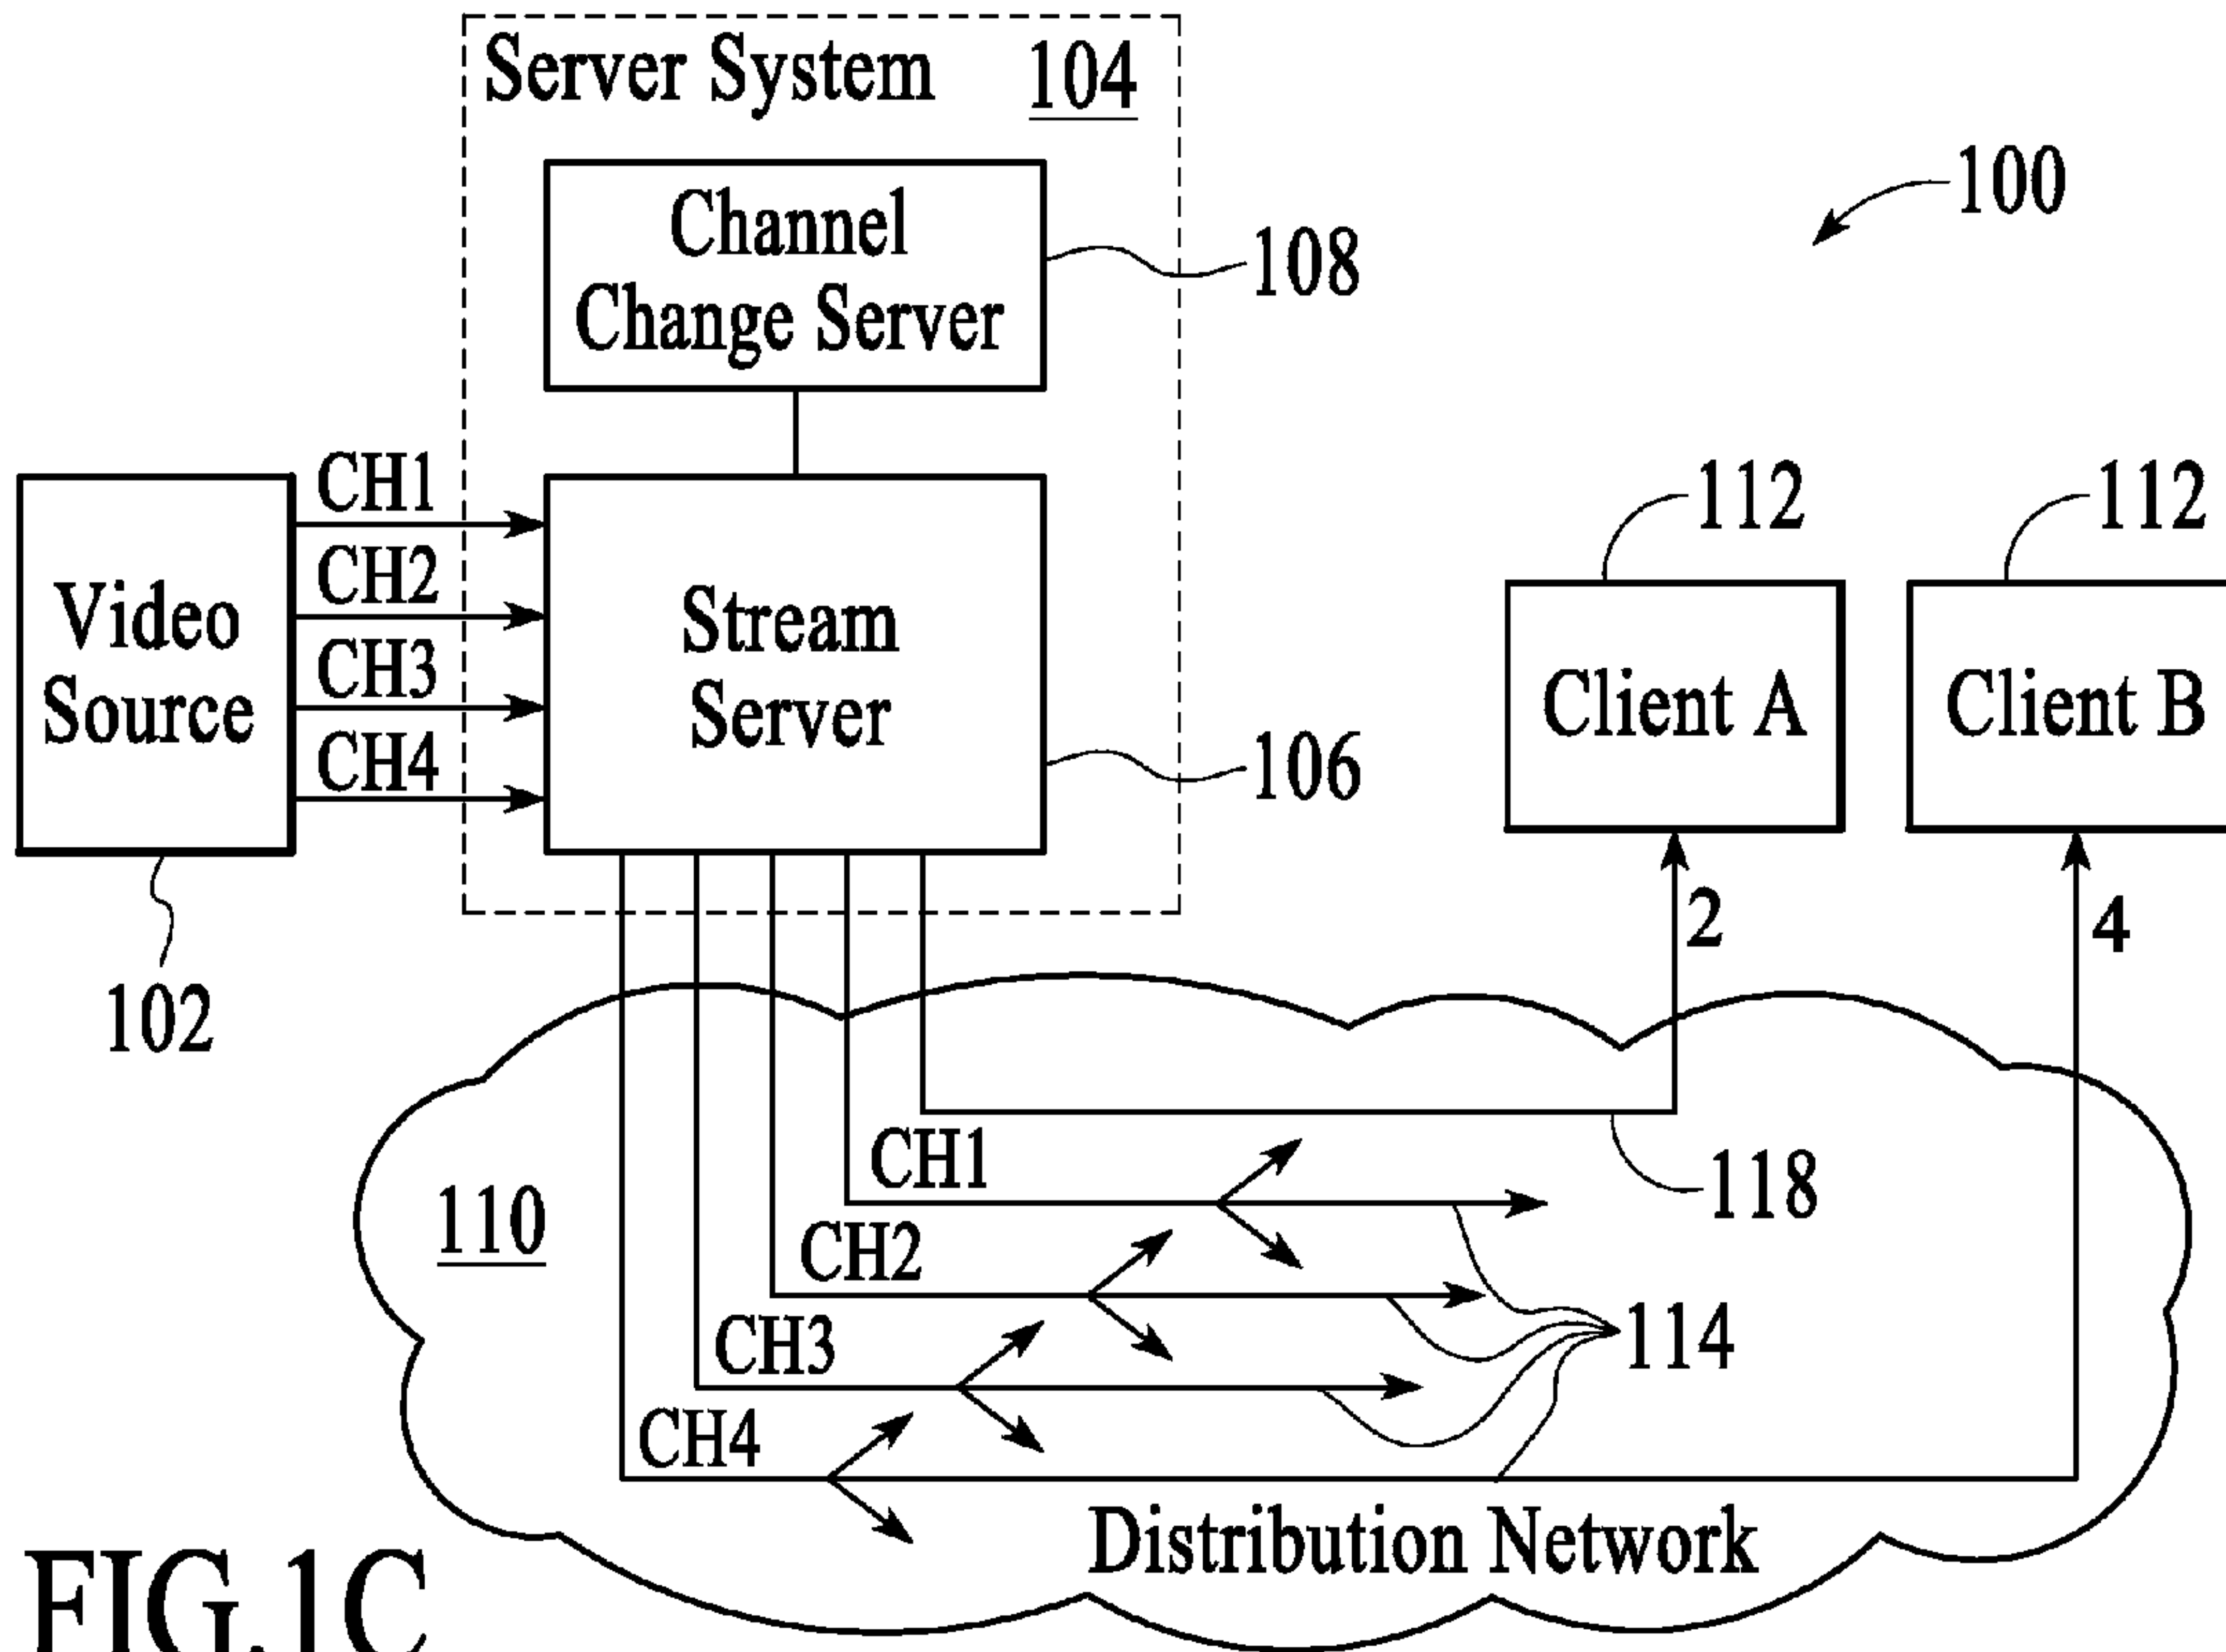 Server System 104
Channel
Change Server
100
108
CH1
CH2
CH3
CH4
Video
Source
Stream
Server
112
112
Client A
Client B
106
2
4
102
110
CH1
118
CH2
CH3
114
CH4
Distribution Network
FIG.1C